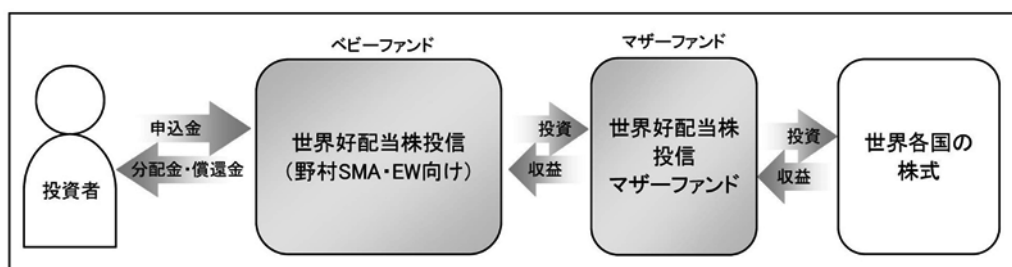 ベビーファンド
マザーファンド
投資者
申込金
分配金・償還金
世界好配当株投信
(野村SMA・EW向け)
投資
収益
世界好配当株
投信
マザーファンド
投資
収益
世界各国の
株式